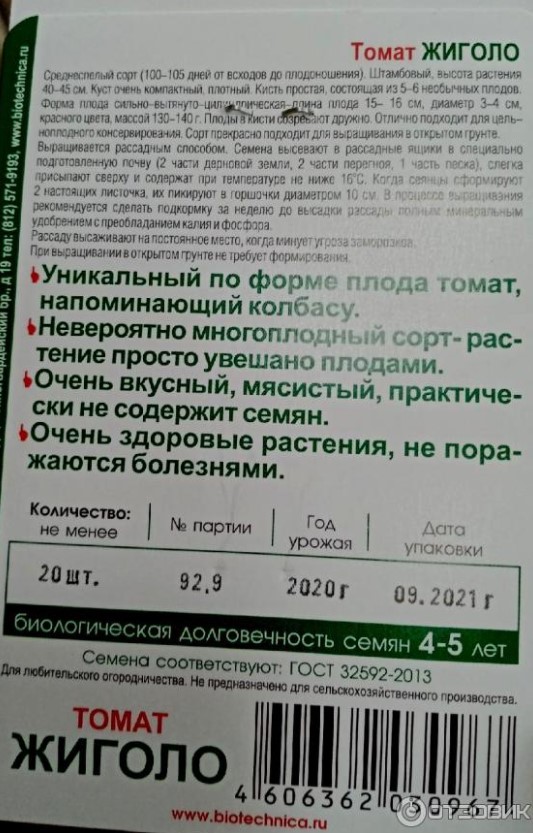 Томат ЖИГОЛО
Среднеспелый сорт (100-105 дней от всходов до плодоношения). Штамбовый, высота растения
40-45 см. Куст очень компактный, плотный. Кисть простая, состоящая из 5-6 необычных плодов.
Форма плода сильно-вытянуто-цилиндрическая, длина плода 15- 16 см, диаметр 3-4 см,
красного цвета, массой 130-140 г. Плоды в кисти созревают дружно. Отлично подходит для цель-
ноплодного консервирования. Сорт прекрасно подходит для выращивания в открытом грунте.
Выращивается рассадным способом. Семена высевают в рассадные ящики в специально
подготовленную почву (2 части дерновой земли, 2 части перегноя, 1 часть песка), слегка
присыпают сверху и содержат при температуре не ниже 16°С. Когда сеянцы сформируют
2 настоящих листочка, их пикируют в горшочки диаметром 10 см. В процессе выращивания
рекомендуется сделать подкормку за неделю до высадки рассады полным минеральным
удобрением с преобладанием калия и фосфора.
Рассаду высаживают на постоянное место, когда минует угроза заморозков.
При выращивании в открытом грунте не требует формирования.
Уникальный по форме плода томат,
напоминающий колбасу.
Невероятно многоплодный сорт- рас-
тение просто увешано плодами.
Очень вкусный, мясистый, практиче-
ски не содержит семян.
Очень здоровые растения, не пора-
жаются болезнями.
Количество:
не менее
№ партии
Год
урожая
Дата
упаковки
20 шт.
92,9
2020 г
09.2021 г
биологическая долговечность семян 4-5 лет
Семена соответствуют: ГОСТ 32592-2013
Для любительского огородничества. Не предназначено для сельскохозяйственного производства.
ТОМАТ
ЖИГОЛО
4 606362 030963
www.biotechnica.ru
д 19 тел: (812) 571-9193, www.biotechnica.ru
ОТЗОВИК